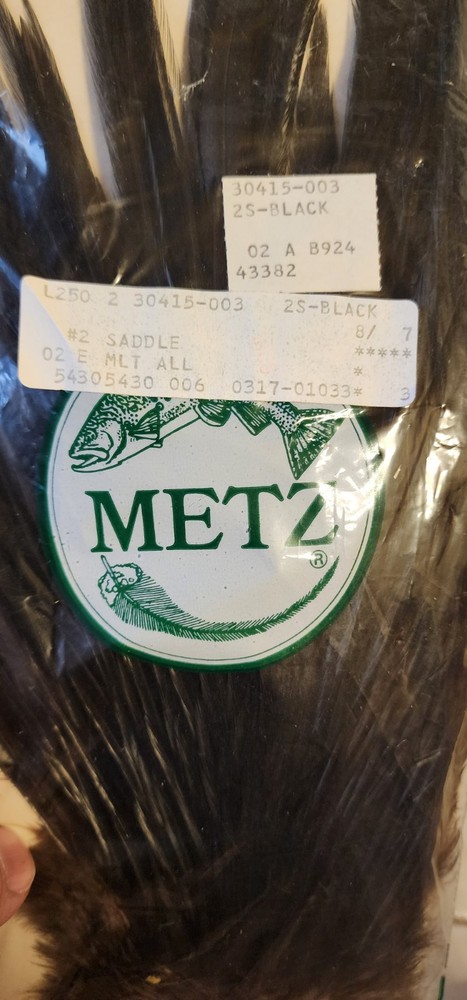 30415-003
2S-BLACK
02 A B924
43382
L250 2 30415-003 2S-BLACK
8/ 7
#2 SADDLE *****
02 E MLT ALL *
54305430 006 0317-01033* 3
METZ
®